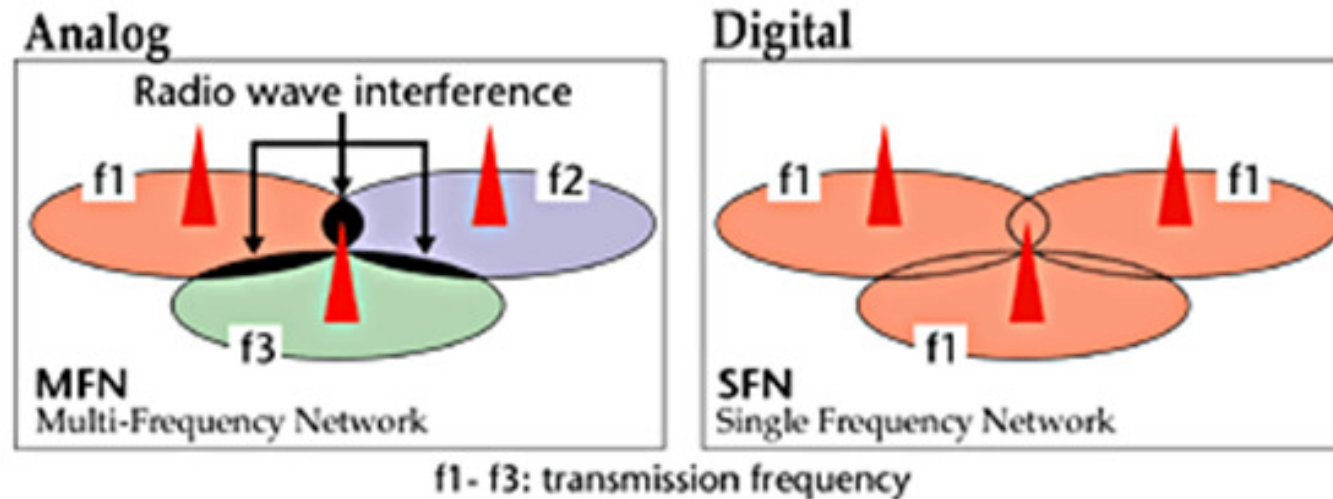 Analog
Radio wave interference
f1
f2
f3
MFN
Multi-Frequency Network
Digital
f1
f1
f1
SFN
Single Frequency Network
f1- f3: transmission frequency